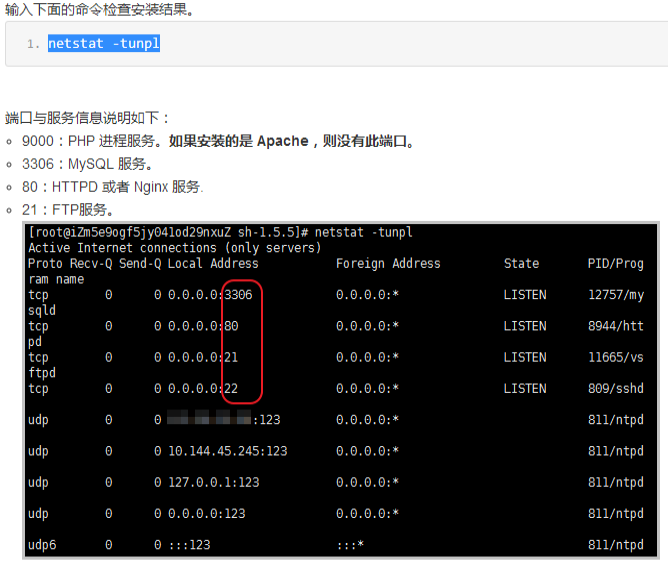 输入下面的命令检查安装结果。
1. netstat -tunpl
端口与服务信息说明如下：
9000：PHP 进程服务。如果安装的是 Apache，则没有此端口。
3306：MySQL 服务。
80：HTTPD 或者 Nginx 服务.
21：FTP服务。
[root@iZm5e9ogf5jy04lod29nxuZ sh-1.5.5]# netstat -tunpl
Active Internet connections (only servers)
Proto Recv-Q Send-Q Local Address Foreign Address State PID/Prog
ram name
tcp 0 0 0.0.0.0:3306 0.0.0.0:* LISTEN 12757/my
sqld
tcp 0 0 0.0.0.0:80 0.0.0.0:* LISTEN 8944/htt
pd
tcp 0 0 0.0.0.0:21 0.0.0.0:* LISTEN 11665/vs
ftpd
tcp 0 0 0.0.0.0:22 0.0.0.0:* LISTEN 809/sshd
udp 0 0 :123 0.0.0.0:* 811/ntpd
udp 0 0 10.144.45.245:123 0.0.0.0:* 811/ntpd
udp 0 0 127.0.0.1:123 0.0.0.0:* 811/ntpd
udp 0 0 0.0.0.0:123 0.0.0.0:* 811/ntpd
udp6 0 0 :::123 :::* 811/ntpd